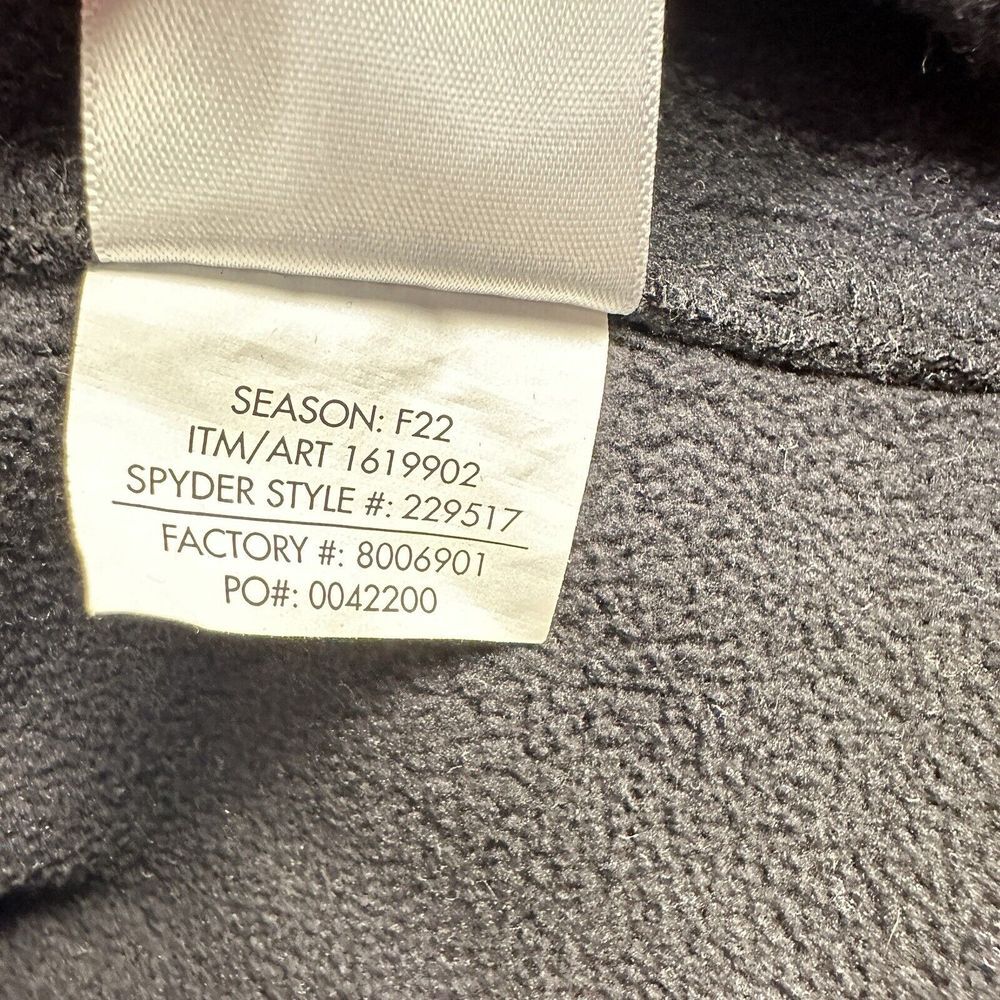 SEASON: F22
ITM/ART 1619902
SPYDER STYLE #: 229517
FACTORY #: 8006901
PO#: 0042200